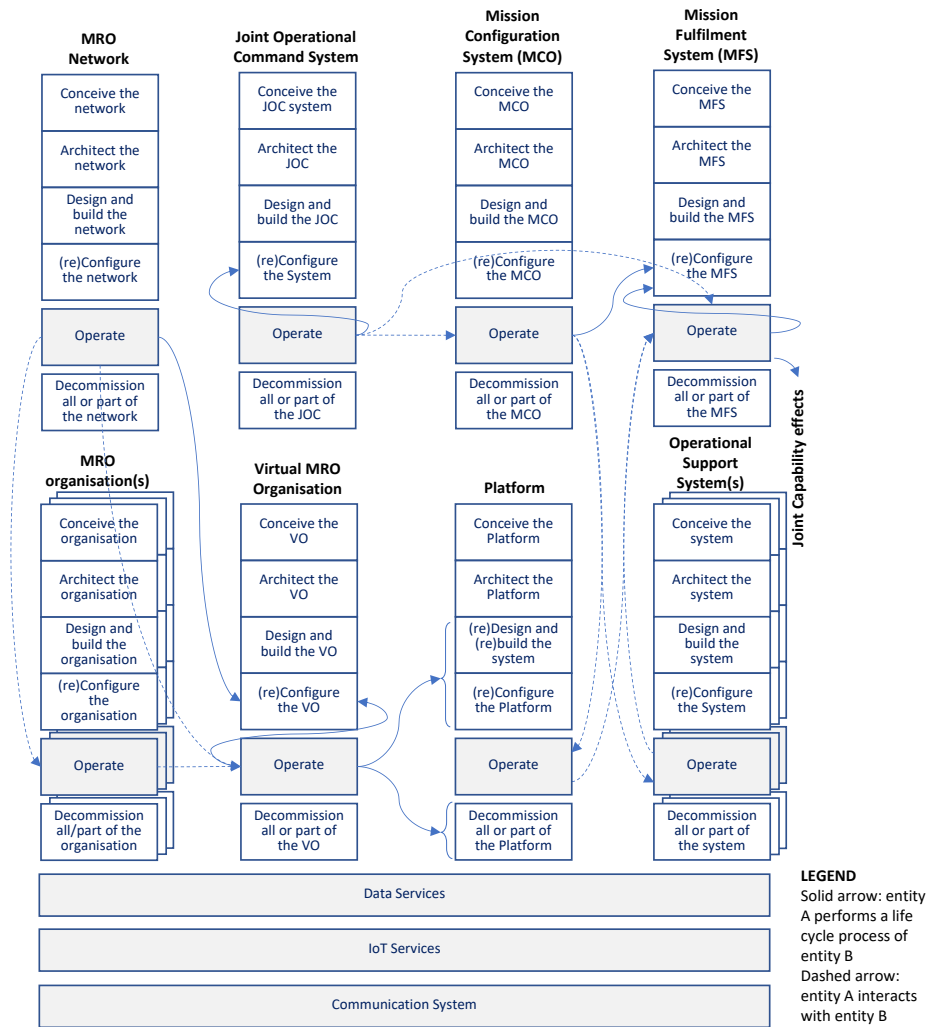 MRO
Network
Conceive the
network
Architect the
network
Design and
build the
network
(re)Configure
the network
Operate
Decommission
all or part of
the network
Joint Operational
Command System
Conceive the
JOC system
Architect the
JOC
Design and
build the JOC
(re)Configure
the System
Operate
Decommission
all or part of
the JOC
Mission
Configuration
System (MCO)
Conceive the
MCO
Architect the
MCO
Design and
build the MCO
(re)Configure
the MCO
Operate
Decommission
all or part of
the MCO
Mission
Fulfilment
System (MFS)
Conceive the
MFS
Architect the
MFS
Design and
build the MFS
(re)Configure
the MFS
Operate
Decommission
all or part of
the MFS
Joint Capability effects
MRO
organisation(s)
Conceive the
organisation
Architect the
organisation
Design and
build the
organisation
(re)Configure
the
organisation
Operate
Decommission
all/part of the
organisation
Virtual MRO
Organisation
Conceive the
VO
Architect the
VO
Design and
build the VO
(re)Configure
the VO
Operate
Decommission
all or part of
the VO
Platform
Conceive the
Platform
Architect the
Platform
(re)Design and
(re)build the
system
(re)Configure
the Platform
Operate
Decommission
all or part of
the Platform
Operational
Support
System(s)
Conceive the
system
Architect the
system
Design and
build the
system
(re)Configure
the System
Operate
Decommission
all or part of
the system
Data Services
IoT Services
Communication System
LEGEND
Solid arrow: entity
A performs a life
cycle process of
entity B
Dashed arrow:
entity A interacts
with entity B